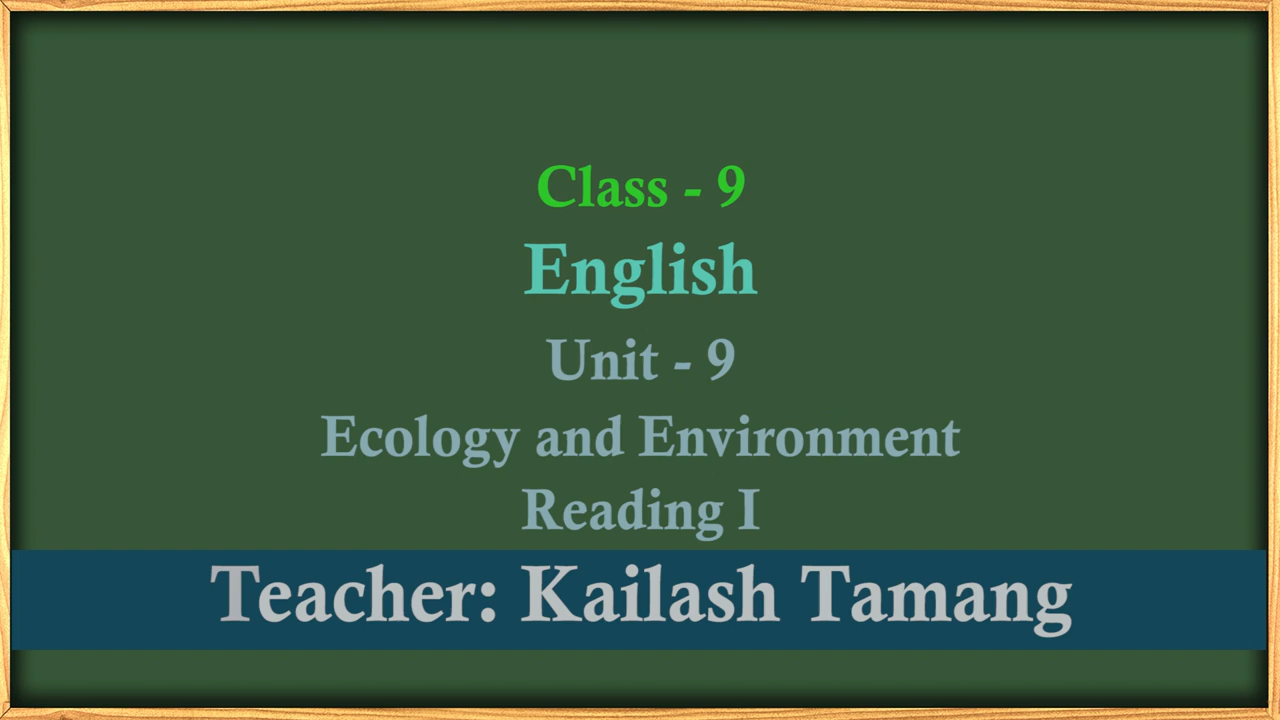 Class - 9
English
Unit - 9
Ecology and Environment
Reading I
Teacher: Kailash Tamang